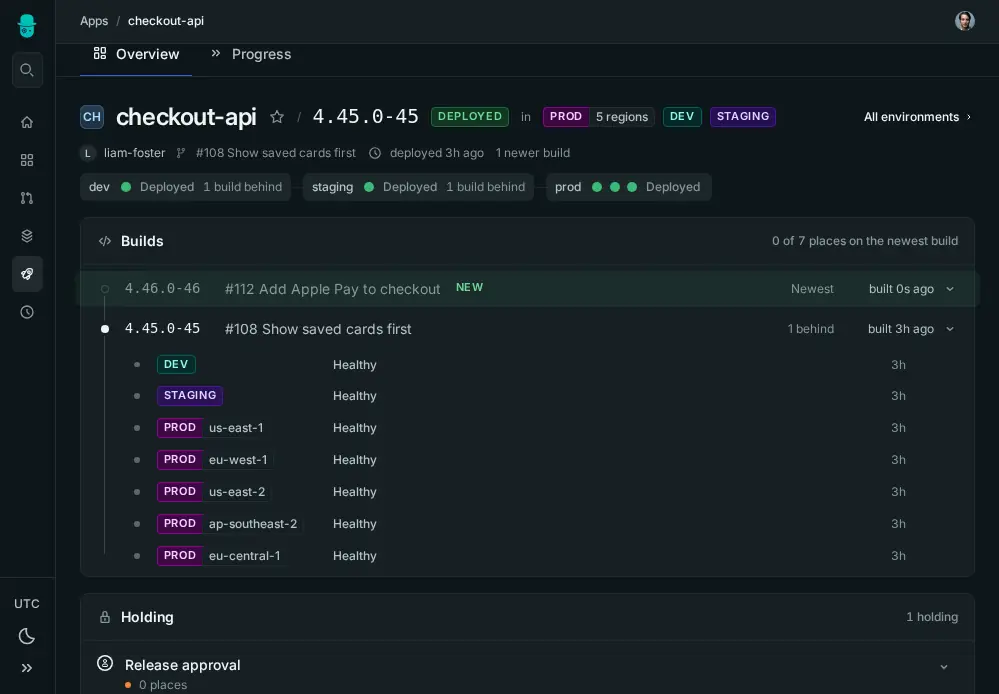 Apps / checkout-api
Overview Progress
CH checkout-api / 4.45.0-45 DEPLOYED in PROD 5 regions DEV STAGING All environments
L liam-foster #108 Show saved cards first deployed 3h ago 1 newer build
dev Deployed 1 build behind staging Deployed 1 build behind prod Deployed
Builds 0 of 7 places on the newest build
4.46.0-46 #112 Add Apple Pay to checkout NEW Newest built 0s ago
4.45.0-45 #108 Show saved cards first 1 behind built 3h ago
DEV Healthy 3h
STAGING Healthy 3h
PROD us-east-1 Healthy 3h
PROD eu-west-1 Healthy 3h
PROD us-east-2 Healthy 3h
PROD ap-southeast-2 Healthy 3h
PROD eu-central-1 Healthy 3h
UTC
Holding 1 holding
Release approval
0 places